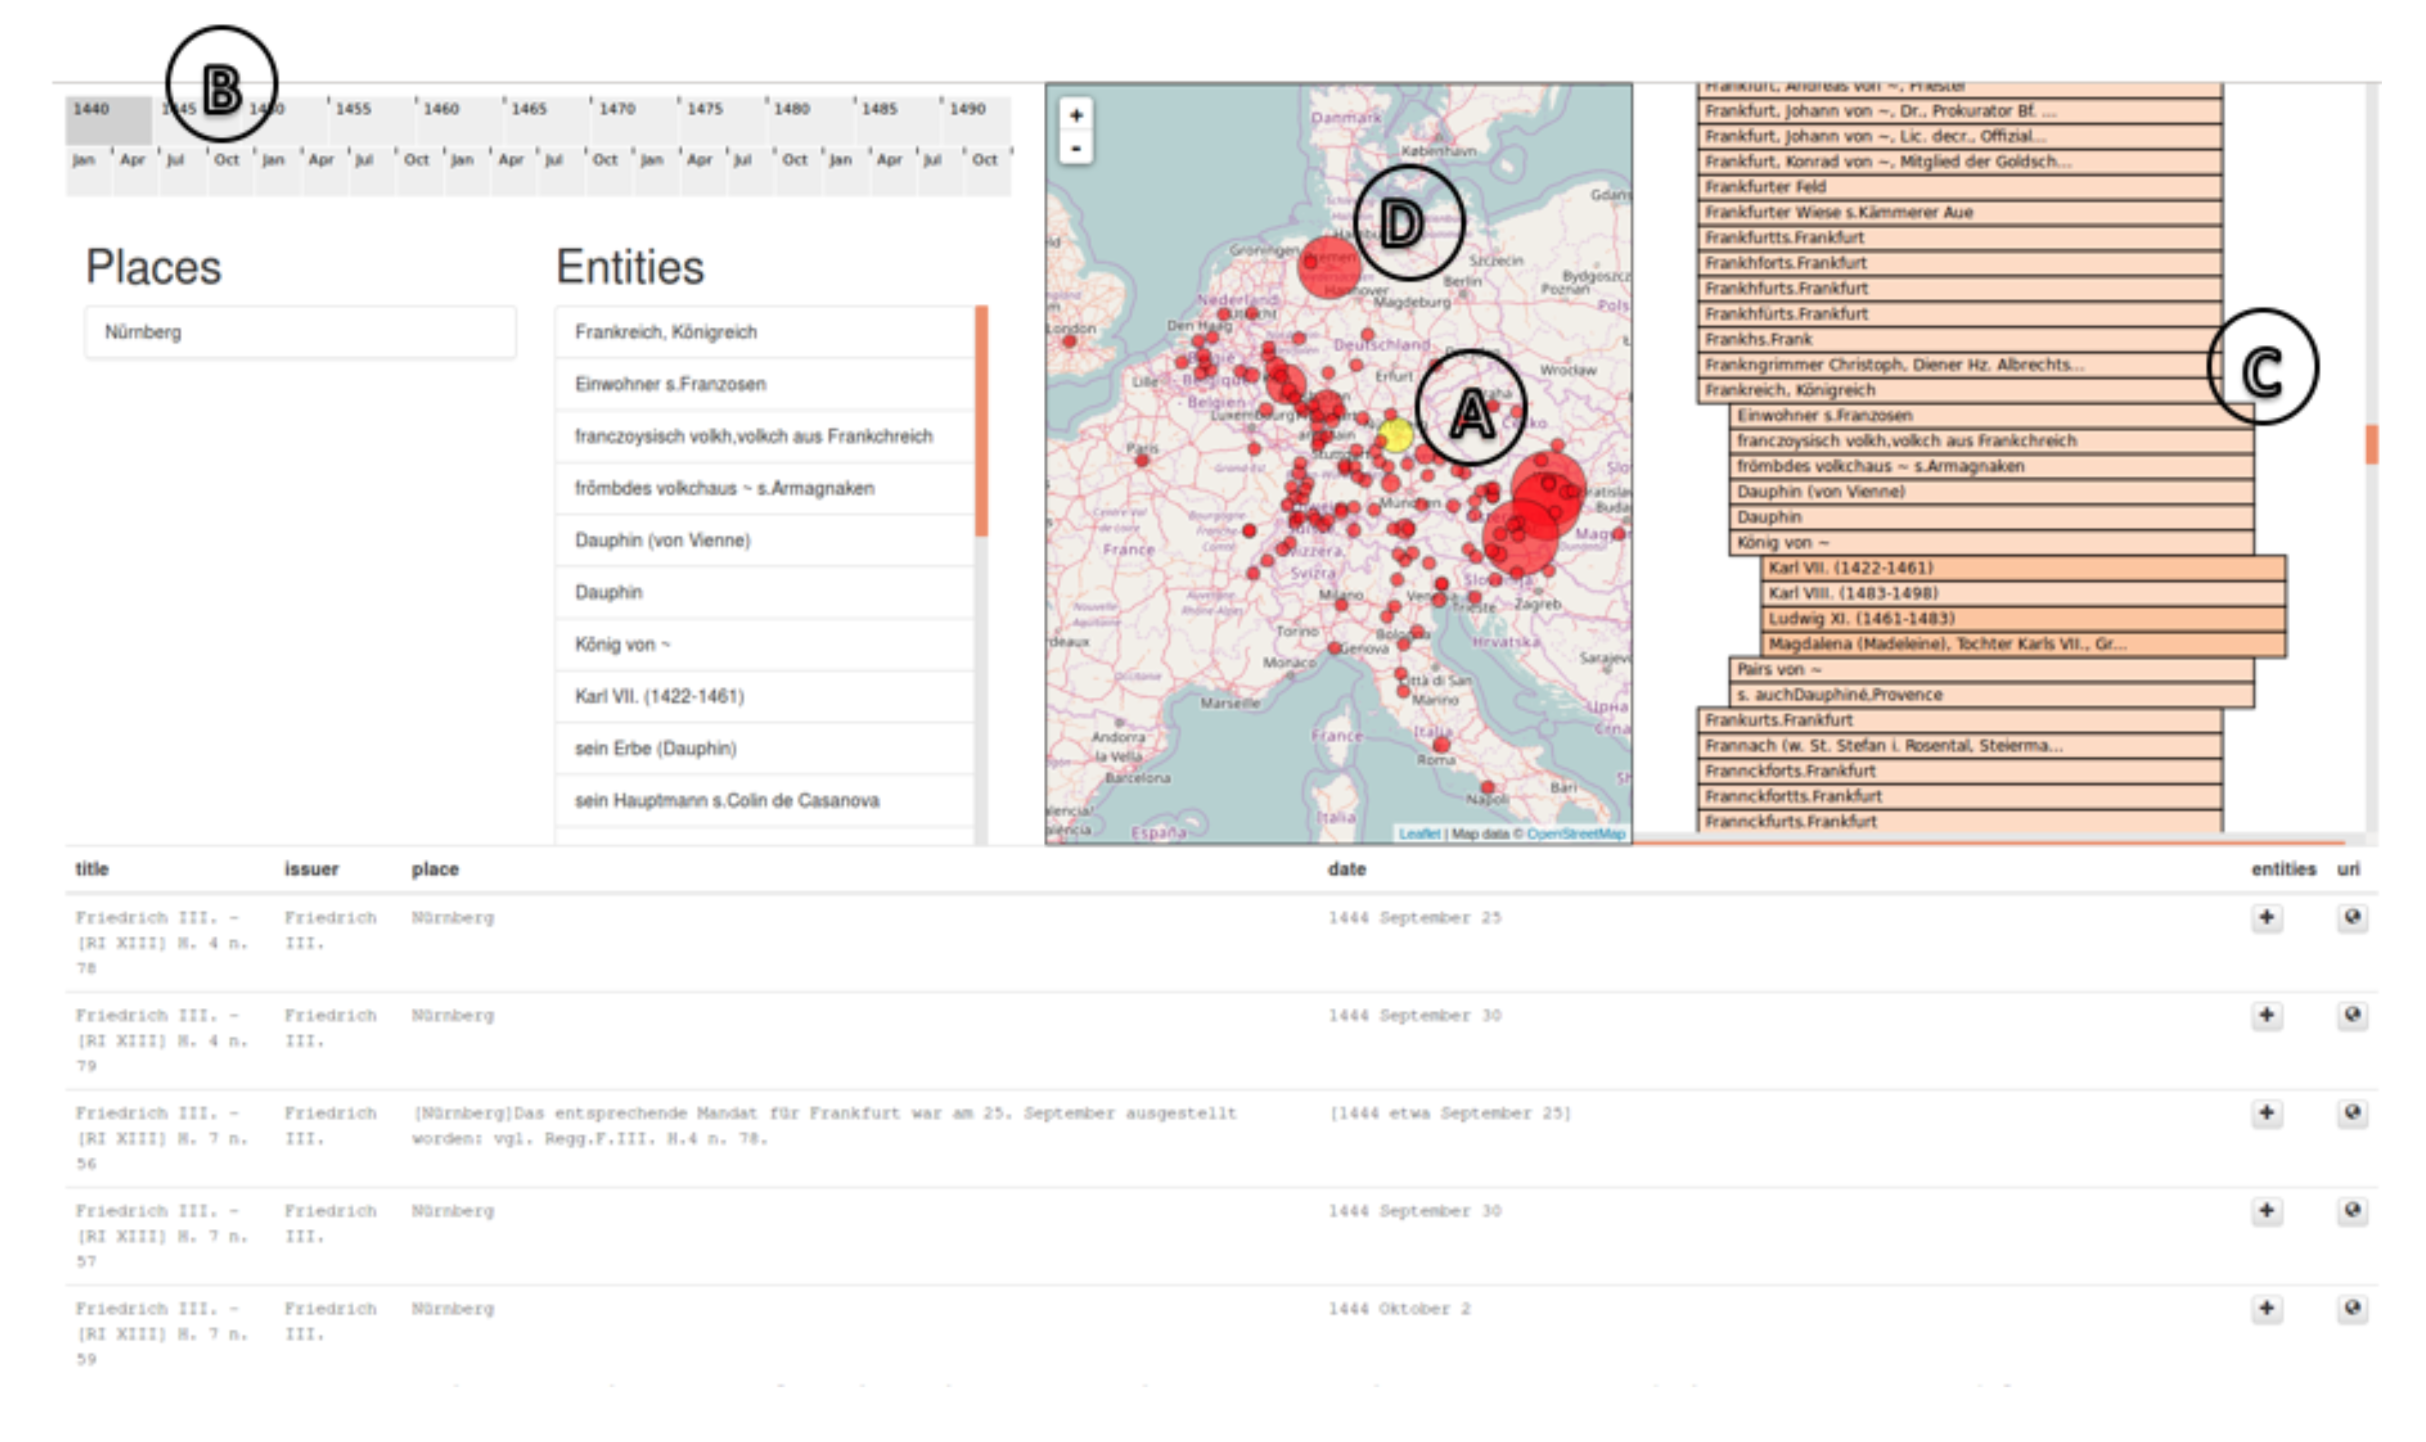 B
1440 1445 1450 1455 1460 1465 1470 1475 1480 1485 1490
Jan Apr Jul Oct Jan Apr Jul Oct Jan Apr Jul Oct Jan Apr Jul Oct Jan Apr Jul Oct
Places
Nürnberg
Entities
Frankreich, Königreich
Einwohner s.Franzosen
franczoysisch volkh,volkch aus Frankchreich
frömbdes volkchaus ~ s.Armagnaken
Dauphin (von Vienne)
Dauphin
König von ~
Karl VII. (1422-1461)
sein Erbe (Dauphin)
sein Hauptmann s.Colin de Casanova
+
-
Danmark
København
D
Groningen
Szczecin
Berlin
Poznań
Nederland
Magdeburg
Den Haag
London
Deutschland
Lille
Erfurt
Wrocław
- Belgien
A
Česko
Paris
München
France
Svizra
Milano
Zagreb
Trieste
Torino
Genova
Hrvatska
Monaco
Città di San
Marino
Marseille
Andorra
la Vella
France
Italia
Roma
Barcelona
Napoli
Bari
España
Italia
Leaflet | Map data © OpenStreetMap
Frankfurt, Andreas von ~, Priester
Frankfurt, Johann von ~, Dr., Prokurator Bf. ...
Frankfurt, Johann von ~, Lic. decr., Offizial...
Frankfurt, Konrad von ~, Mitglied der Goldsch...
Frankfurter Feld
Frankfurter Wiese s.Kämmerer Aue
Frankfurtts.Frankfurt
Frankhforts.Frankfurt
Frankhfurts.Frankfurt
Frankhfürts.Frankfurt
Frankhs.Frank
Frankngrimmer Christoph, Diener Hz. Albrechts...
Frankreich, Königreich
C
Einwohner s.Franzosen
franczoysisch volkh,volkch aus Frankchreich
frömbdes volkchaus ~ s.Armagnaken
Dauphin (von Vienne)
Dauphin
König von ~
Karl VII. (1422-1461)
Karl VIII. (1483-1498)
Ludwig XI. (1461-1483)
Magdalena (Madeleine), Tochter Karls VII., Gr...
Pairs von ~
s. auchDauphiné,Provence
Frankurts.Frankfurt
Frannach (w. St. Stefan i. Rosental, Steierma...
Frannckforts.Frankfurt
Frannckfortts.Frankfurt
Frannckfurts.Frankfurt
title issuer place date entities uri
Friedrich III. - Friedrich Nürnberg 1444 September 25 +
[RI XIII] H. 4 n. III.
78
Friedrich III. - Friedrich Nürnberg 1444 September 30 +
[RI XIII] H. 4 n. III.
79
Friedrich III. - Friedrich [Nürnberg]Das entsprechende Mandat für Frankfurt war am 25. September ausgestellt [1444 etwa September 25] +
[RI XIII] H. 7 n. III. worden: vgl. Regg.F.III. H.4 n. 78.
56
Friedrich III. - Friedrich Nürnberg 1444 September 30 +
[RI XIII] H. 7 n. III.
57
Friedrich III. - Friedrich Nürnberg 1444 Oktober 2 +
[RI XIII] H. 7 n. III.
59